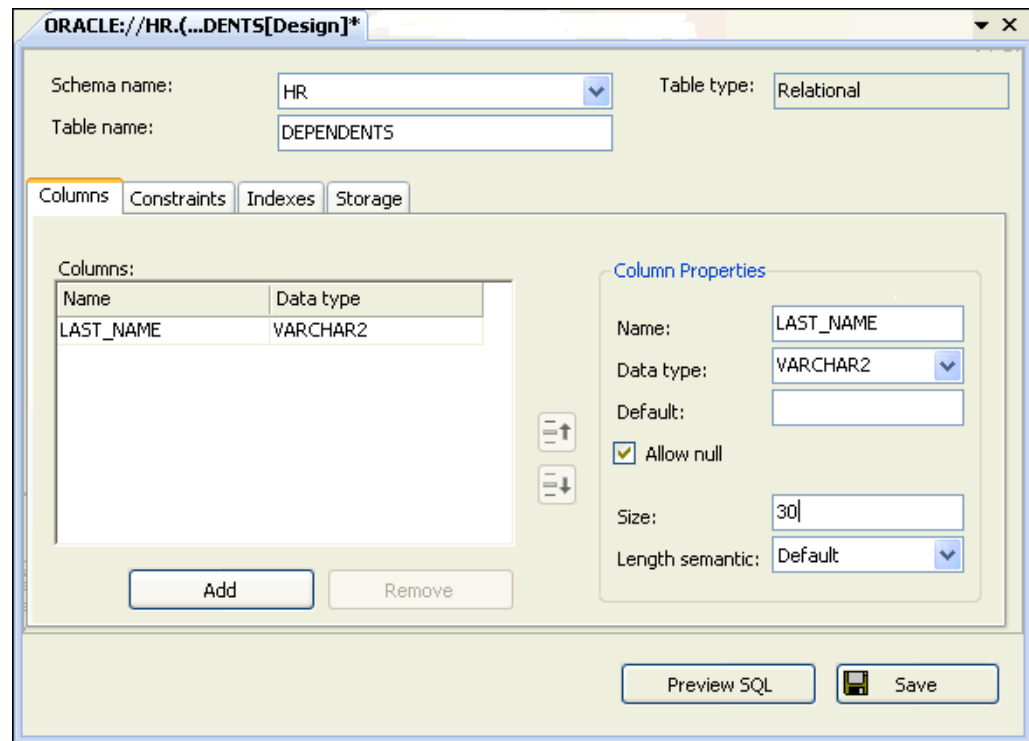 ORACLE://HR.(...DENTS[Design]*
Schema name: HR Table type: Relational
Table name: DEPENDENTS
Columns Constraints Indexes Storage
Columns:
Name Data type
LAST_NAME VARCHAR2
Add Remove
Column Properties
Name: LAST_NAME
Data type: VARCHAR2
Default:
Allow null
Size: 30
Length semantic: Default
Preview SQL Save